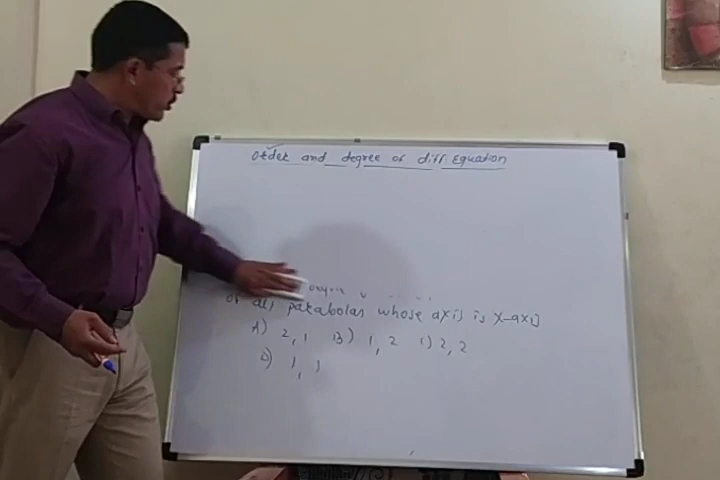 Order and degree of diff Equation
of all parabolas whose axis is X-axis
A) 2, 1 B) 1, 2 C) 2, 2
D) 1, 1